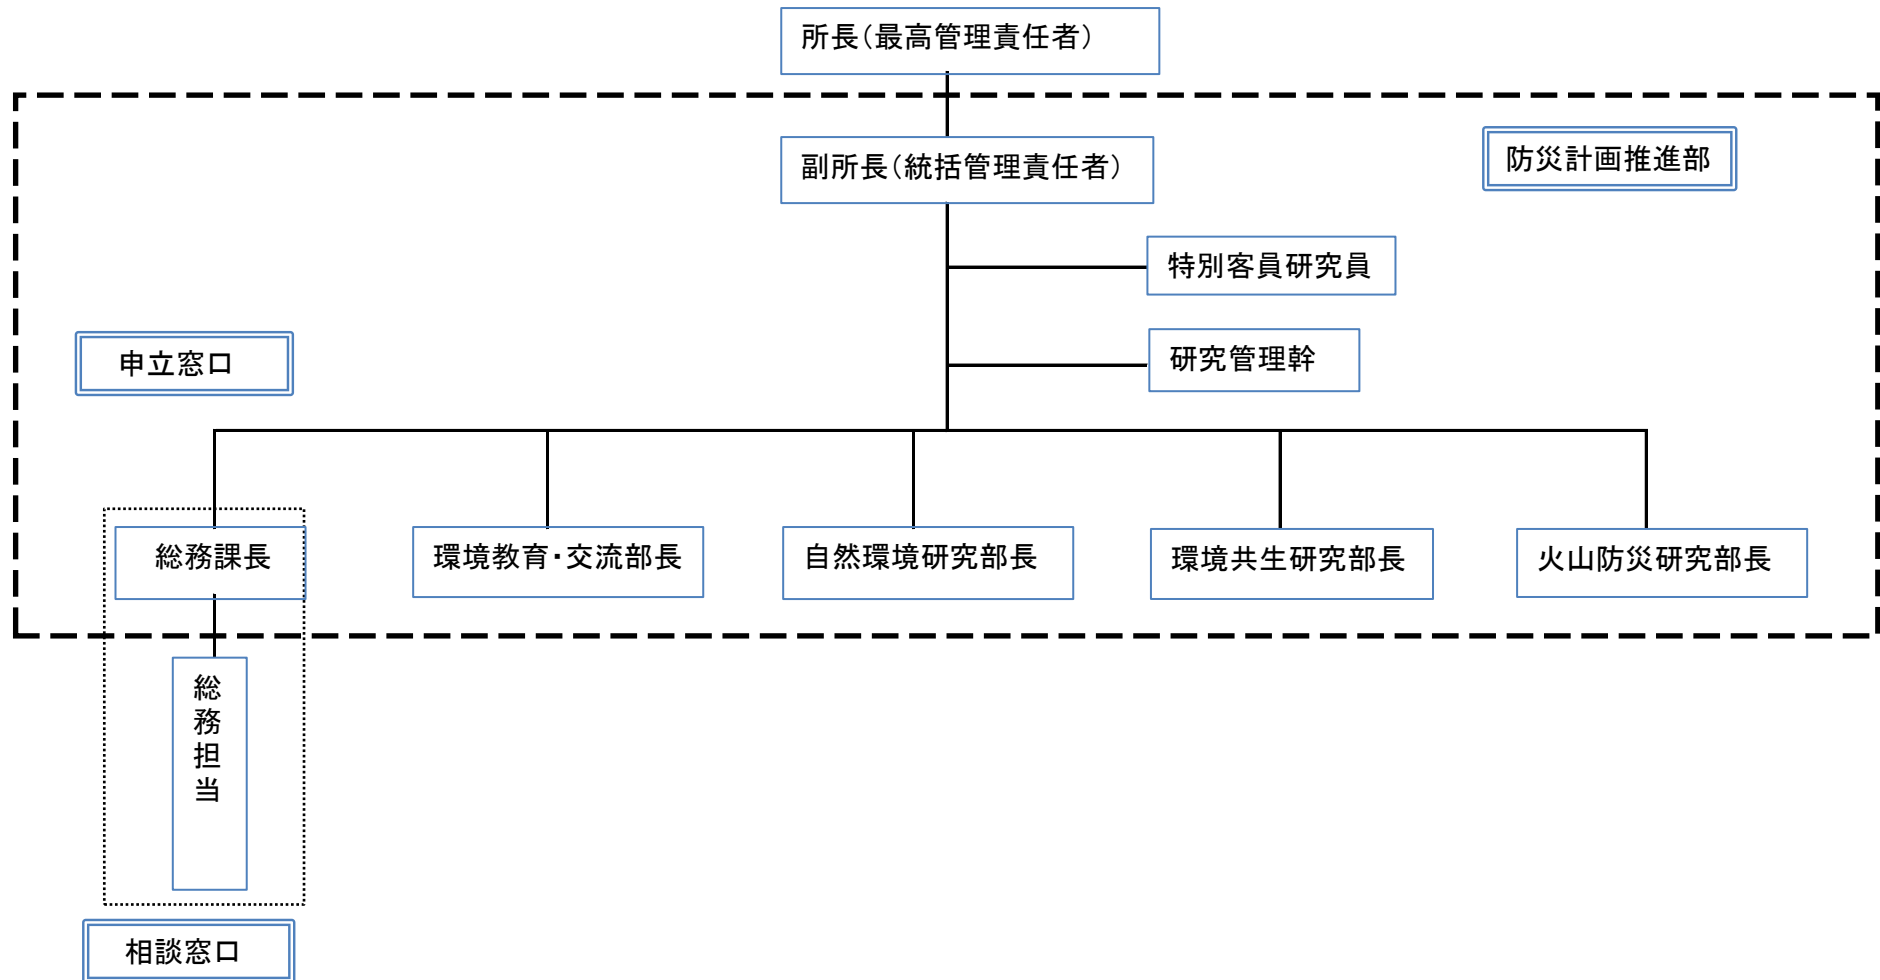 所長(最高管理責任者)
副所長(統括管理責任者)
防災計画推進部
特別客員研究員
研究管理幹
申立窓口
総務課長
環境教育・交流部長
自然環境研究部長
環境共生研究部長
火山防災研究部長
総務担当
相談窓口